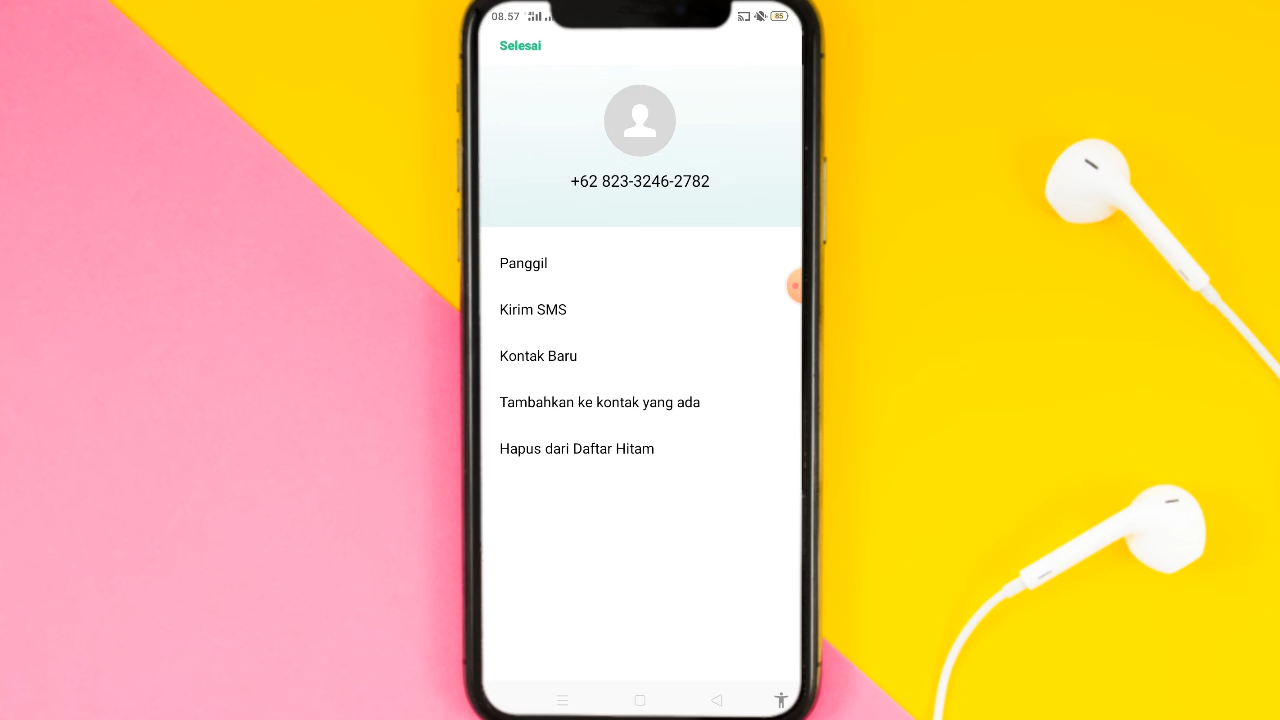 08.57
85
Selesai
+62 823-3246-2782
Panggil
Kirim SMS
Kontak Baru
Tambahkan ke kontak yang ada
Hapus dari Daftar Hitam